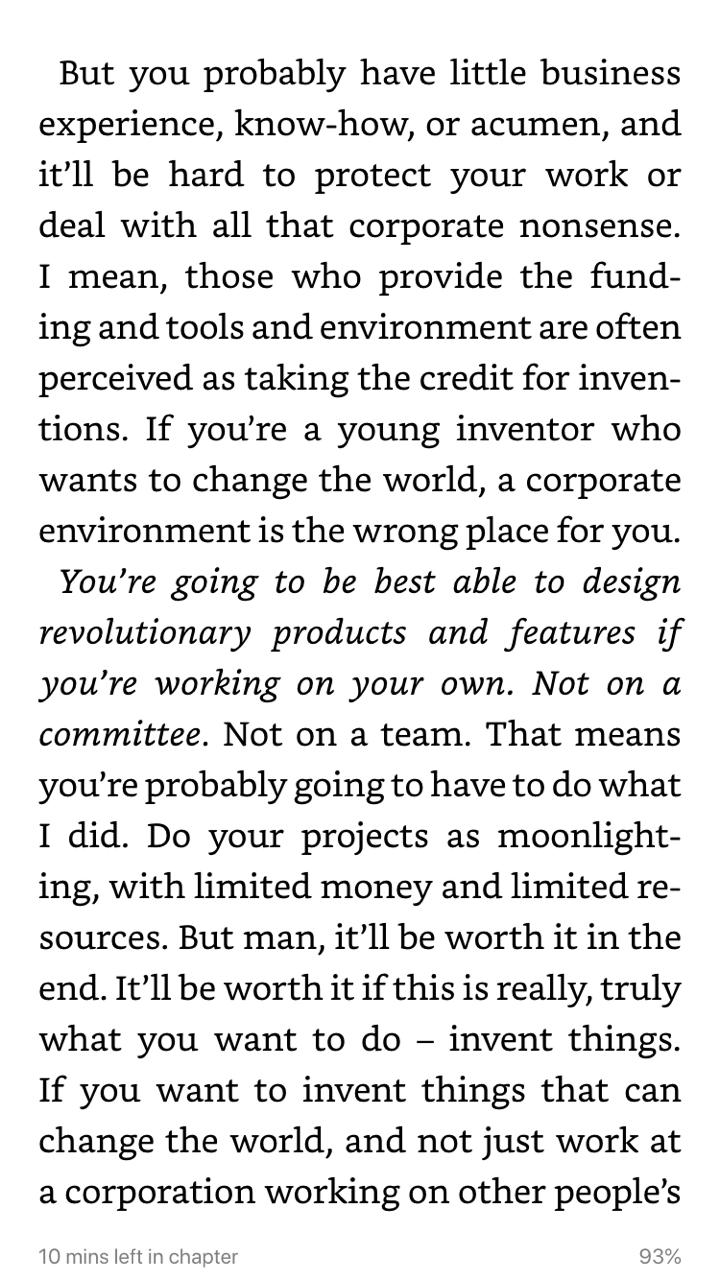 But you probably have little business
experience, know-how, or acumen, and
it’ll be hard to protect your work or
deal with all that corporate nonsense.
I mean, those who provide the fund-
ing and tools and environment are often
perceived as taking the credit for inven-
tions. If you’re a young inventor who
wants to change the world, a corporate
environment is the wrong place for you.
You’re going to be best able to design
revolutionary products and features if
you’re working on your own. Not on a
committee. Not on a team. That means
you’re probably going to have to do what
I did. Do your projects as moonlight-
ing, with limited money and limited re-
sources. But man, it’ll be worth it in the
end. It’ll be worth it if this is really, truly
what you want to do – invent things.
If you want to invent things that can
change the world, and not just work at
a corporation working on other people’s
10 mins left in chapter 93%